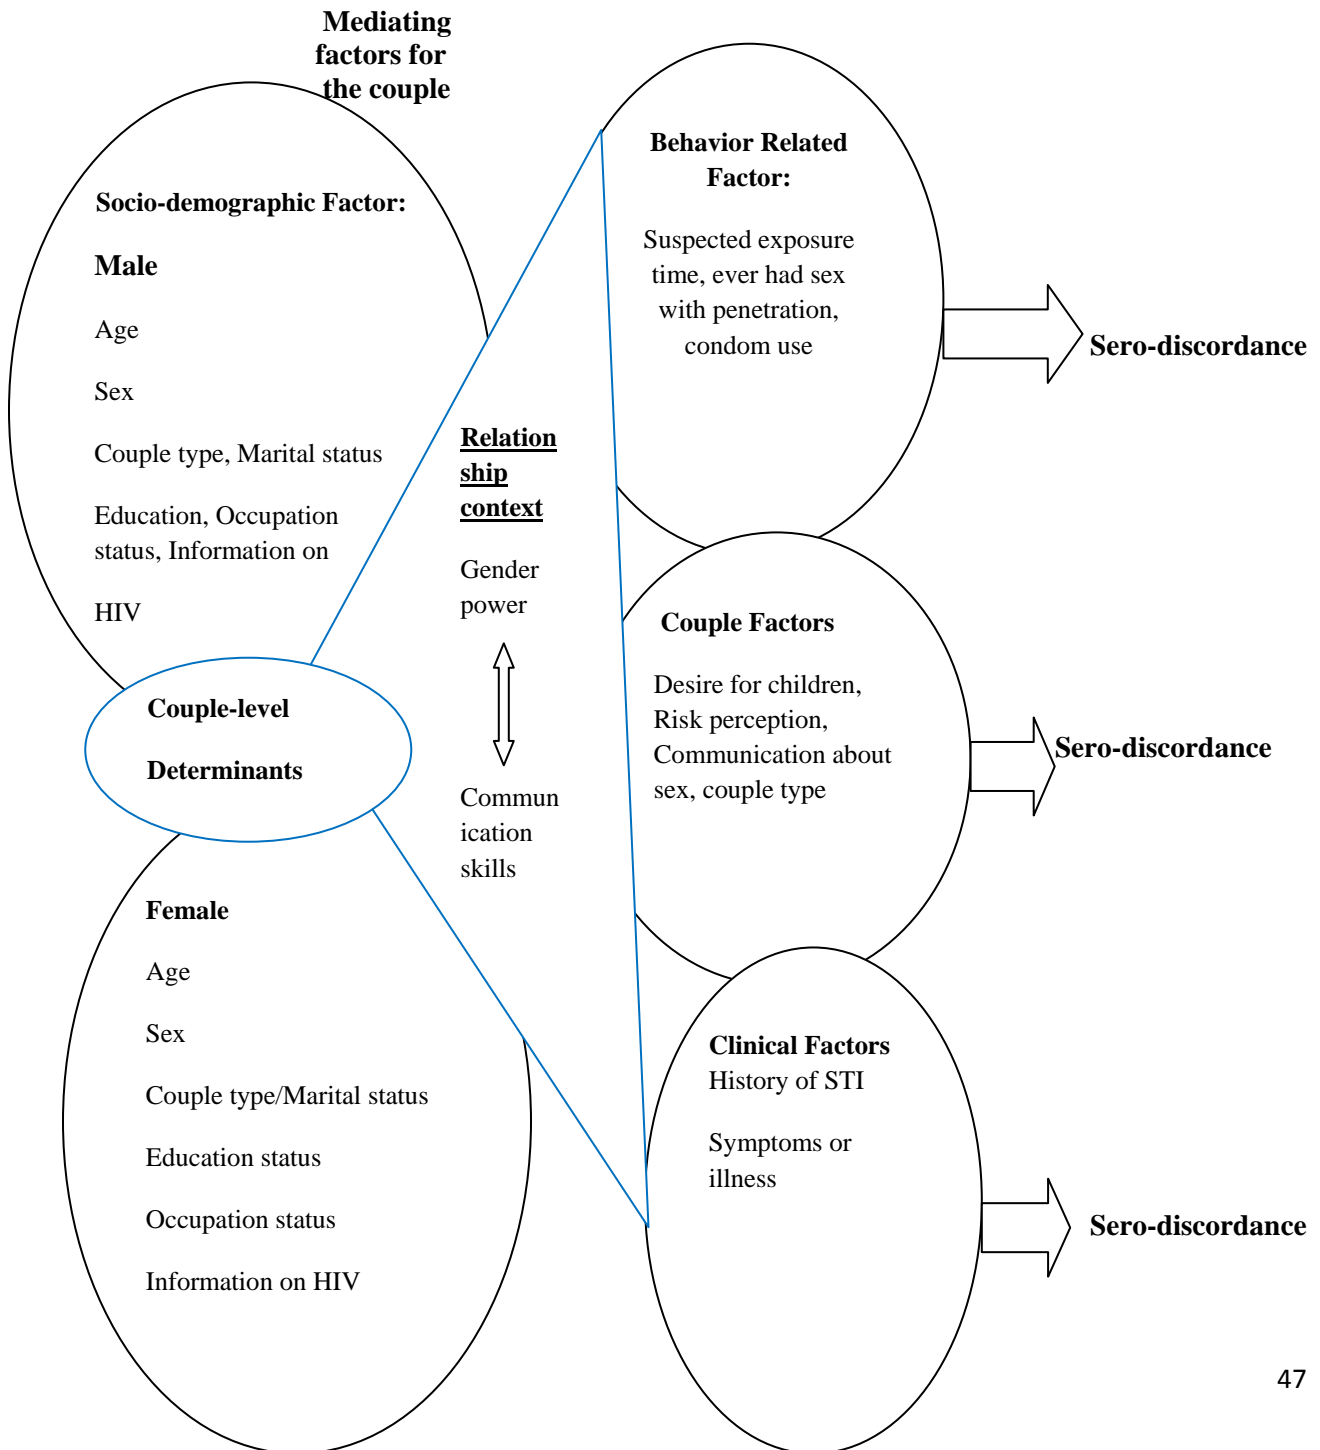 Mediating
factors for
the couple
Socio-demographic Factor:
Male
Age
Sex
Couple type, Marital status
Education, Occupation
status, Information on
HIV
Couple-level
Determinants
Female
Age
Sex
Couple type/Marital status
Education status
Occupation status
Information on HIV
Relation
ship
context
Gender
power
Commun
ication
skills
Behavior Related
Factor:
Suspected exposure
time, ever had sex
with penetration,
condom use
Sero-discordance
Couple Factors
Desire for children,
Risk perception,
Communication about
sex, couple type
Sero-discordance
Clinical Factors
History of STI
Symptoms or
illness
Sero-discordance
47